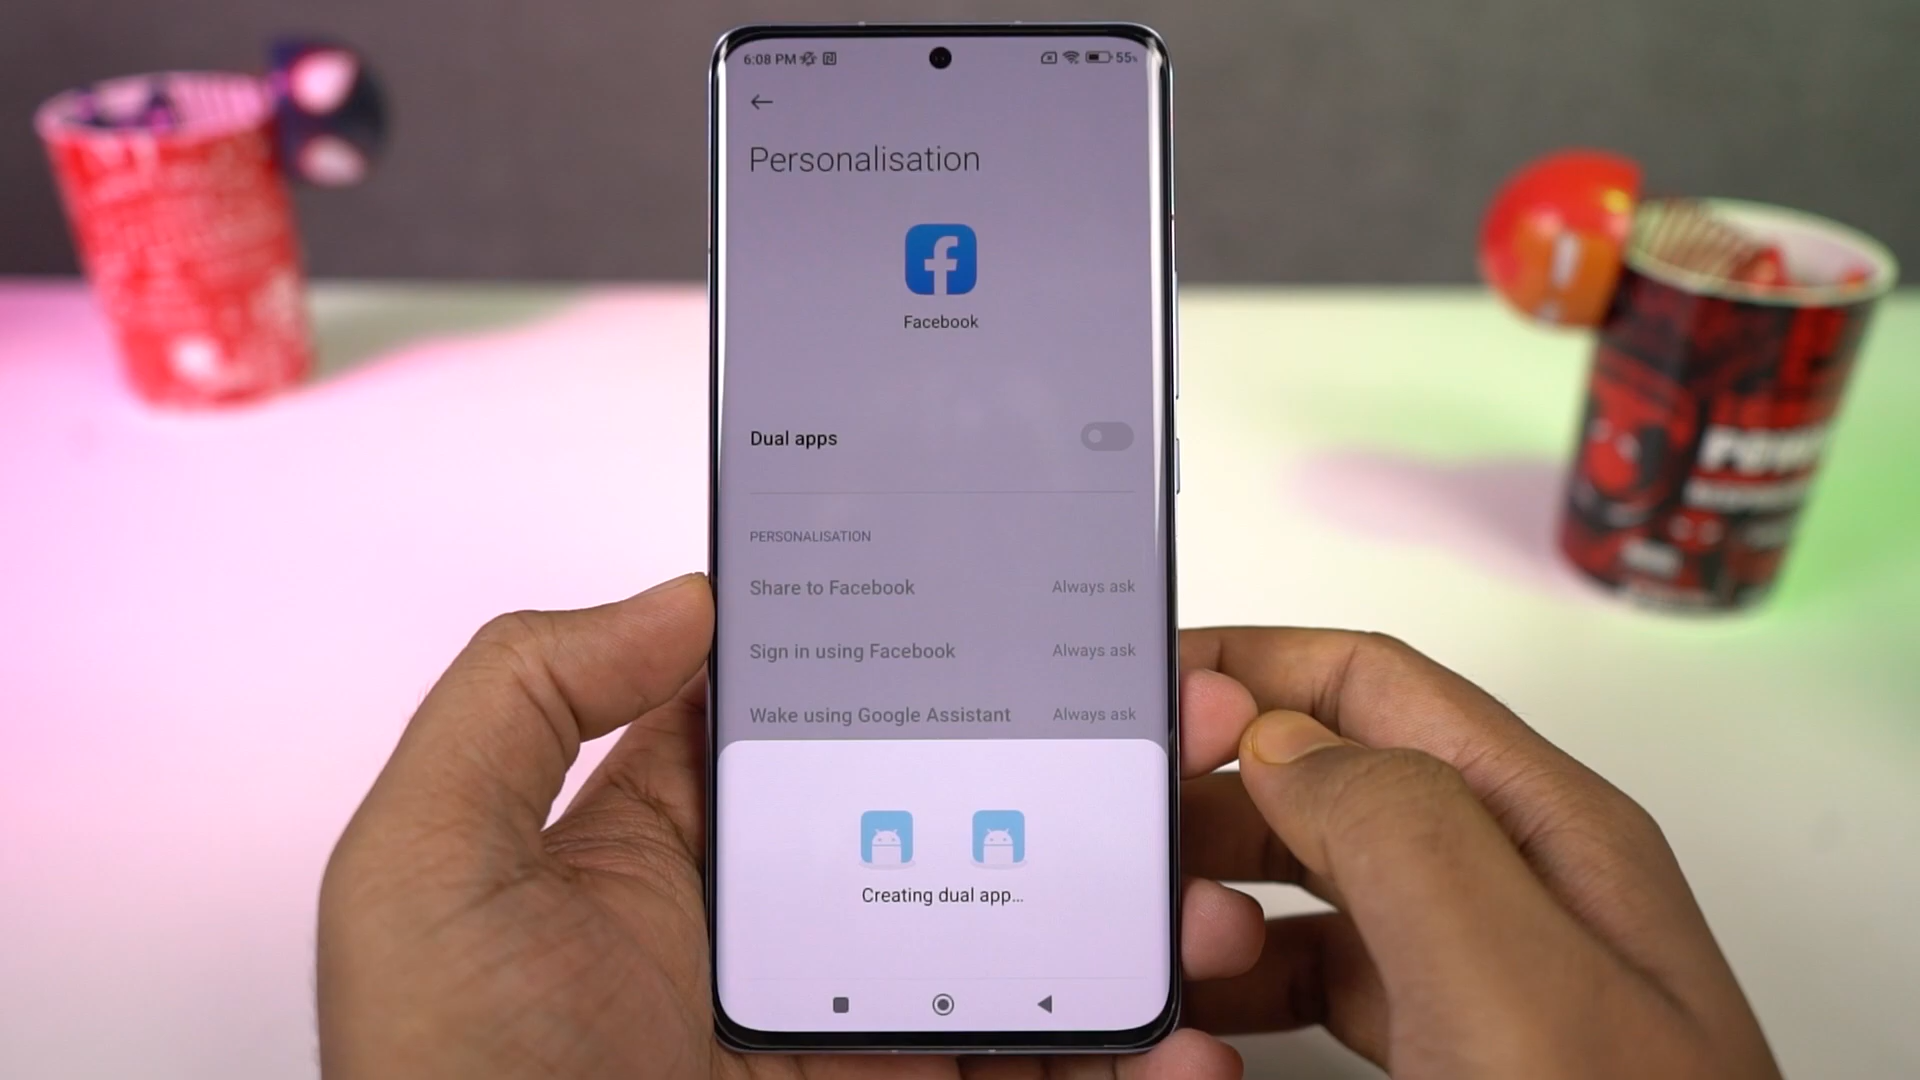 6:08 PM
55%
Personalisation
Facebook
Dual apps
PERSONALISATION
Share to Facebook Always ask
Sign in using Facebook Always ask
Wake using Google Assistant Always ask
Creating dual app...